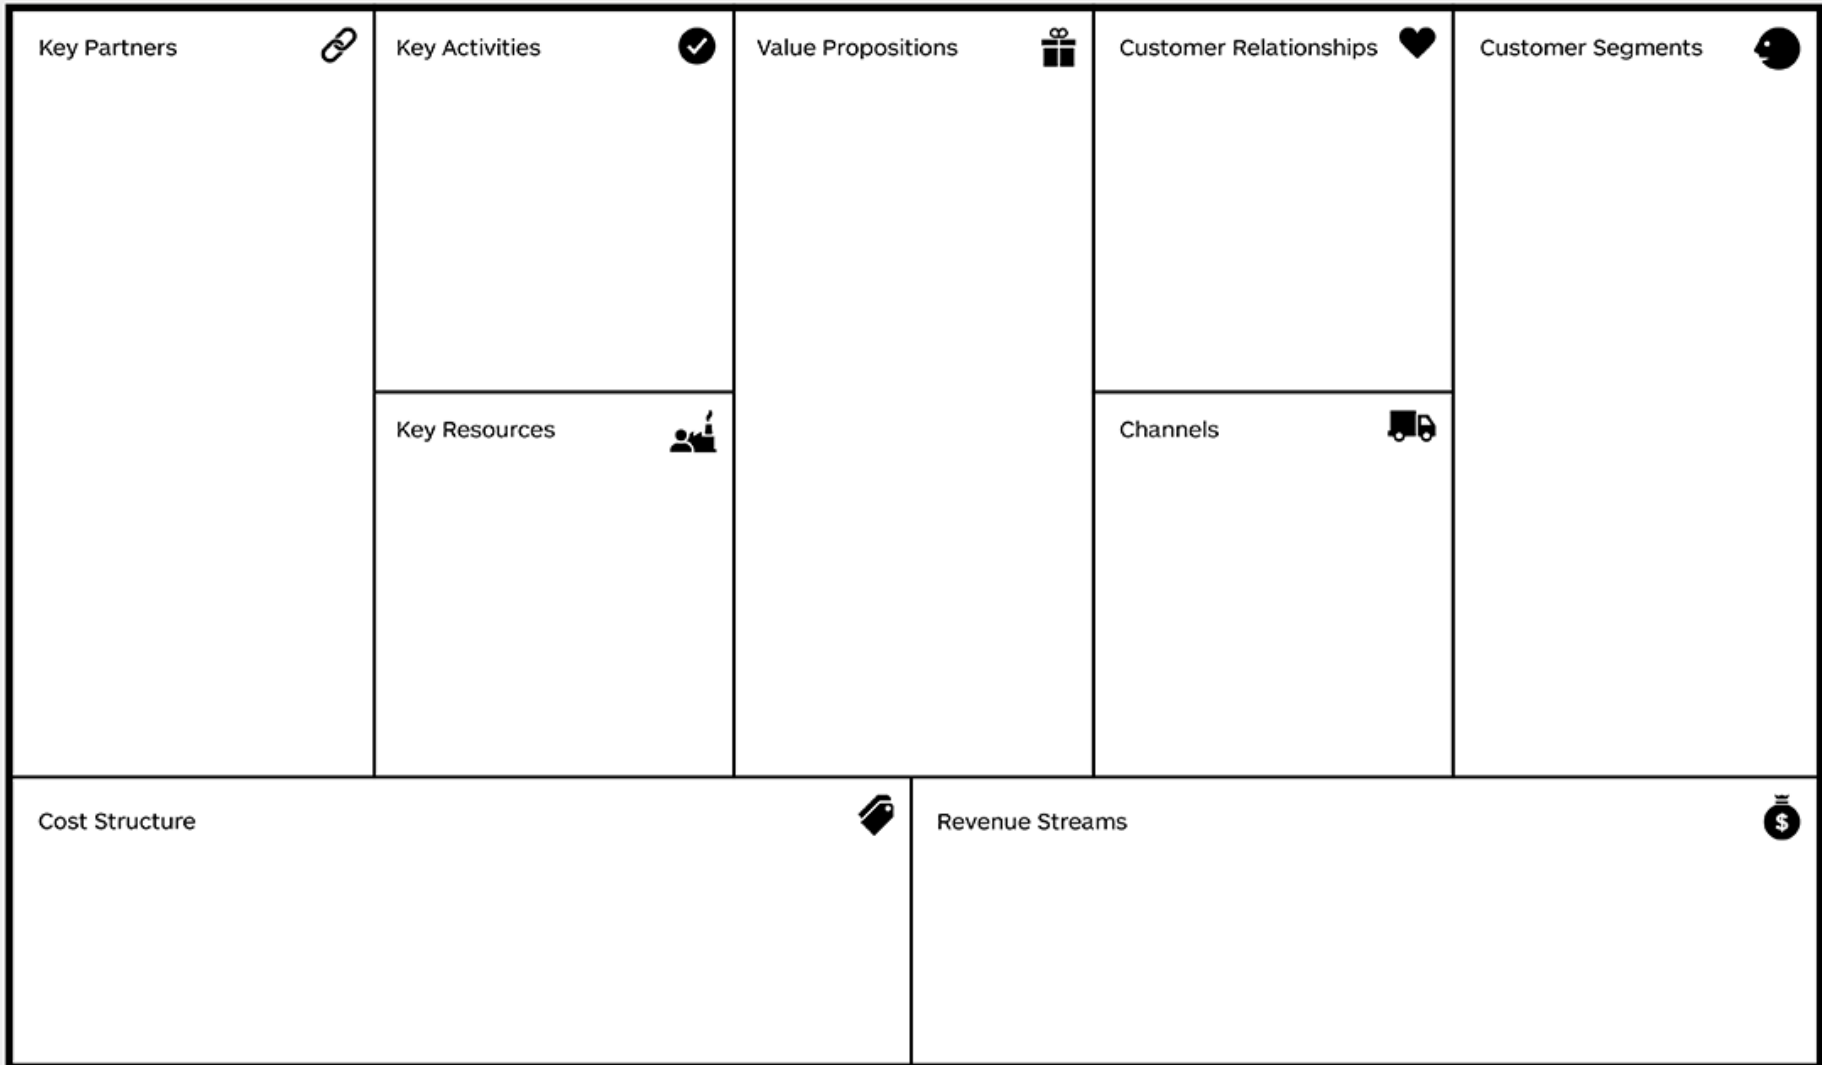 Key Partners
Key Activities
Value Propositions
Customer Relationships
Customer Segments
Key Resources
Channels
Cost Structure
Revenue Streams
$